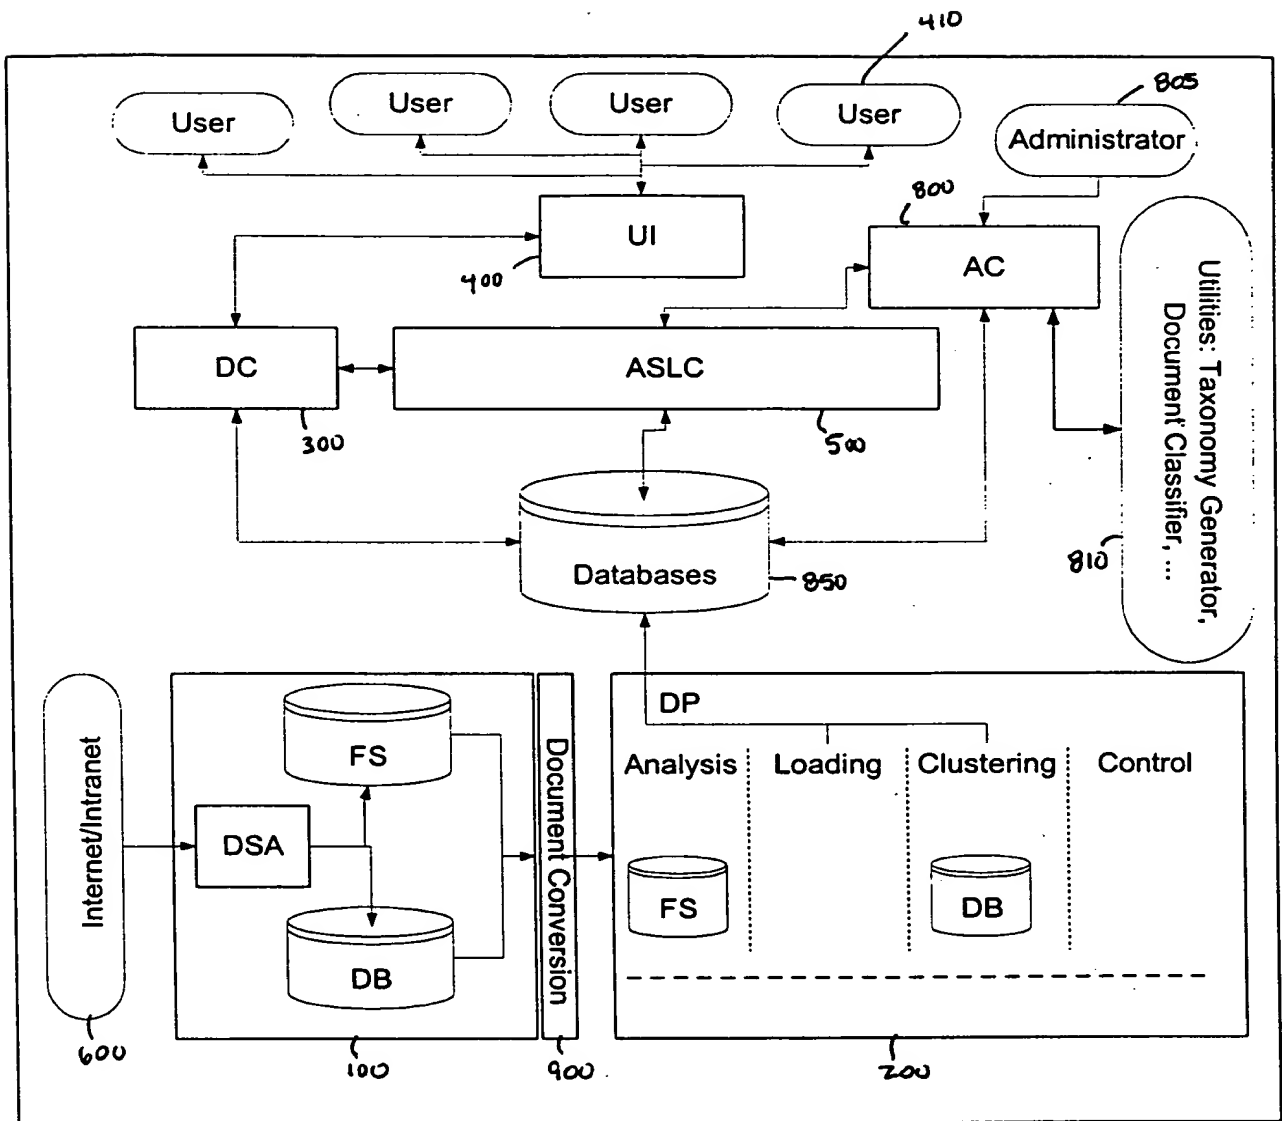 410
User
User
User
User
805
Administrator
800
UI
400
AC
Utilities: Taxonomy Generator,
Document Classifier, ...
810
DC
300
ASLC
500
Databases
850
Internet/Intranet
600
FS
DSA
DB
100
Document Conversion
900
DP
Analysis
Loading
Clustering
Control
FS
DB
200